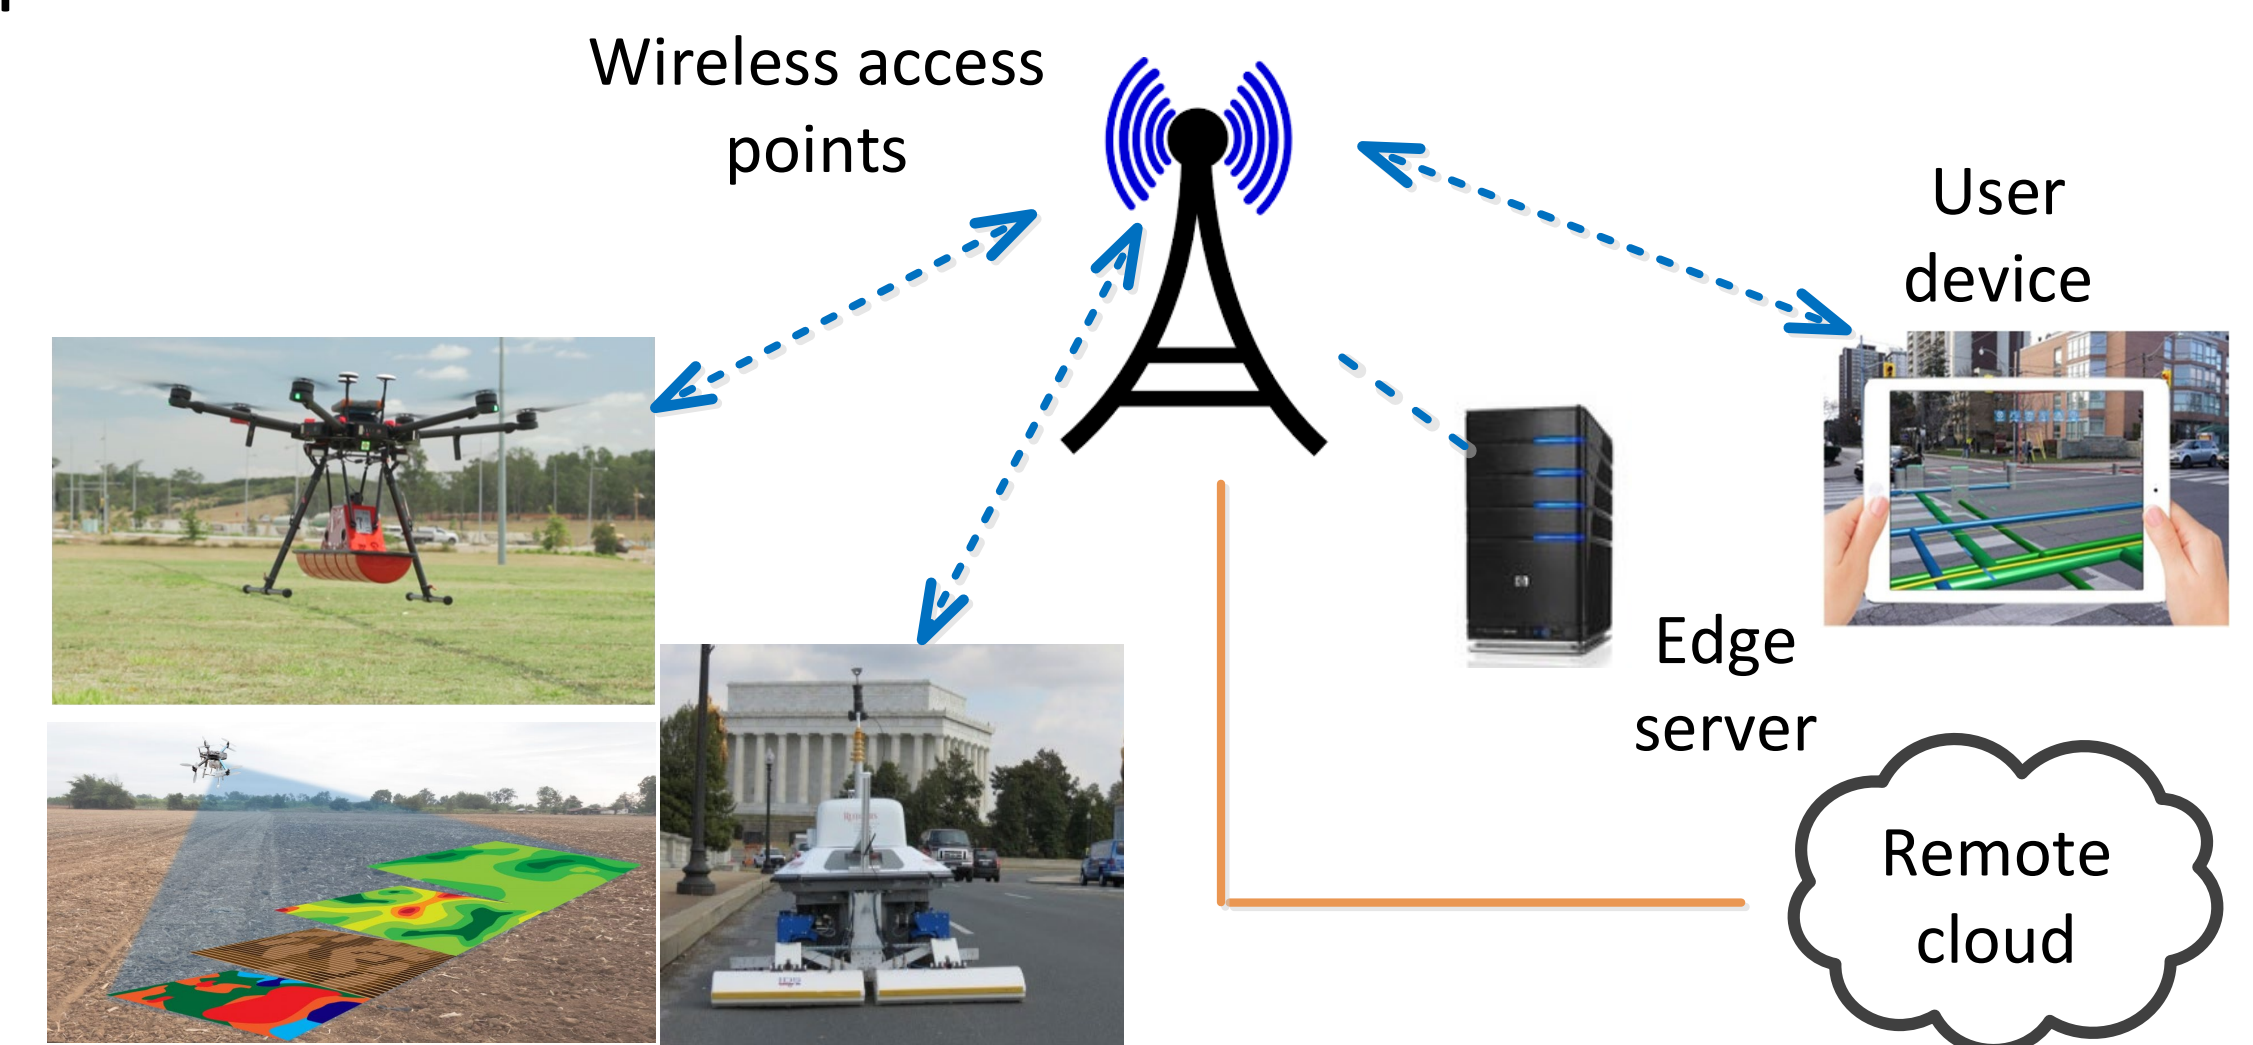 Wireless access
points
User
device
Edge
server
Remote
cloud